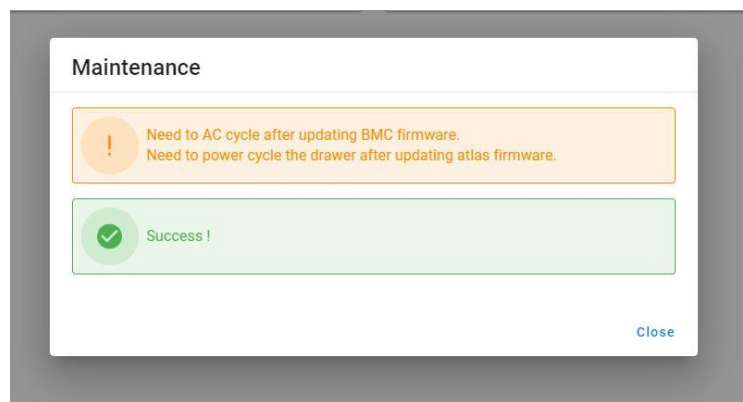 Maintenance
Need to AC cycle after updating BMC firmware.
Need to power cycle the drawer after updating atlas firmware.
Success !
Close